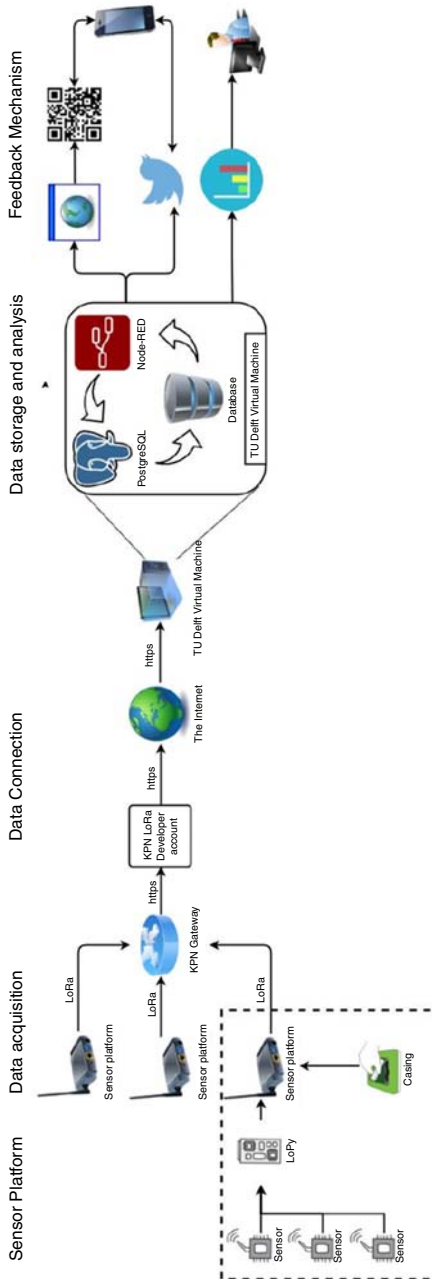 Sensor Platform
Data acquisition
Data Connection
Data storage and analysis
Feedback Mechanism
Sensor
Sensor
Sensor
LoPy
Sensor platform
Casing
Sensor platform
Sensor platform
LoRa
LoRa
LoRa
KPN Gateway
https
KPN LoRa
Developer
account
https
The Internet
https
TU Delft Virtual Machine
PostgreSQL
Node-RED
Database
TU Delft Virtual Machine
A